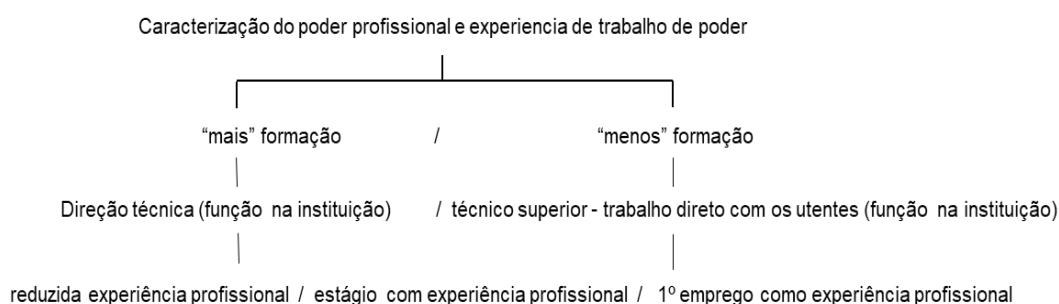 Caracterização do poder profissional e experiencia de trabalho de poder
“mais” formação / “menos” formação
Direção técnica (função na instituição) / técnico superior - trabalho direto com os utentes (função na instituição)
reduzida experiência profissional / estágio com experiência profissional / 1º emprego como experiência profissional